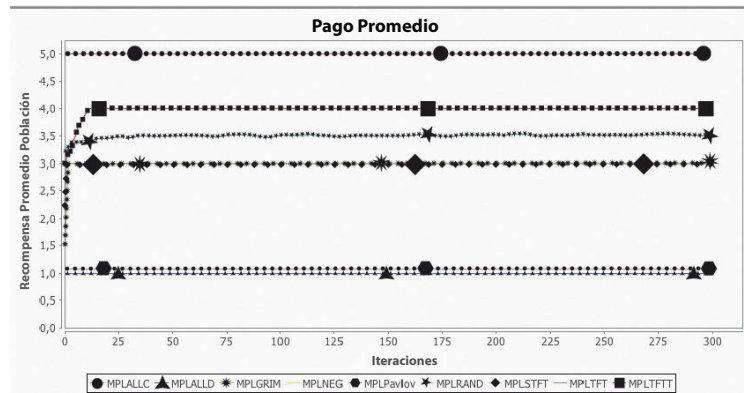 Pago Promedio
Recompensa Promedio Población
5,0
4,5
4,0
3,5
3,0
2,5
2,0
1,5
1,0
0,5
0,0
0 25 50 75 100 125 150 175 200 225 250 275 300
Iteraciones
MPLALLC MPLALLD MPLGRIM MPLNEG MPLPavlov MPLRAND MPLSTFT MPLTFT MPLTFTT